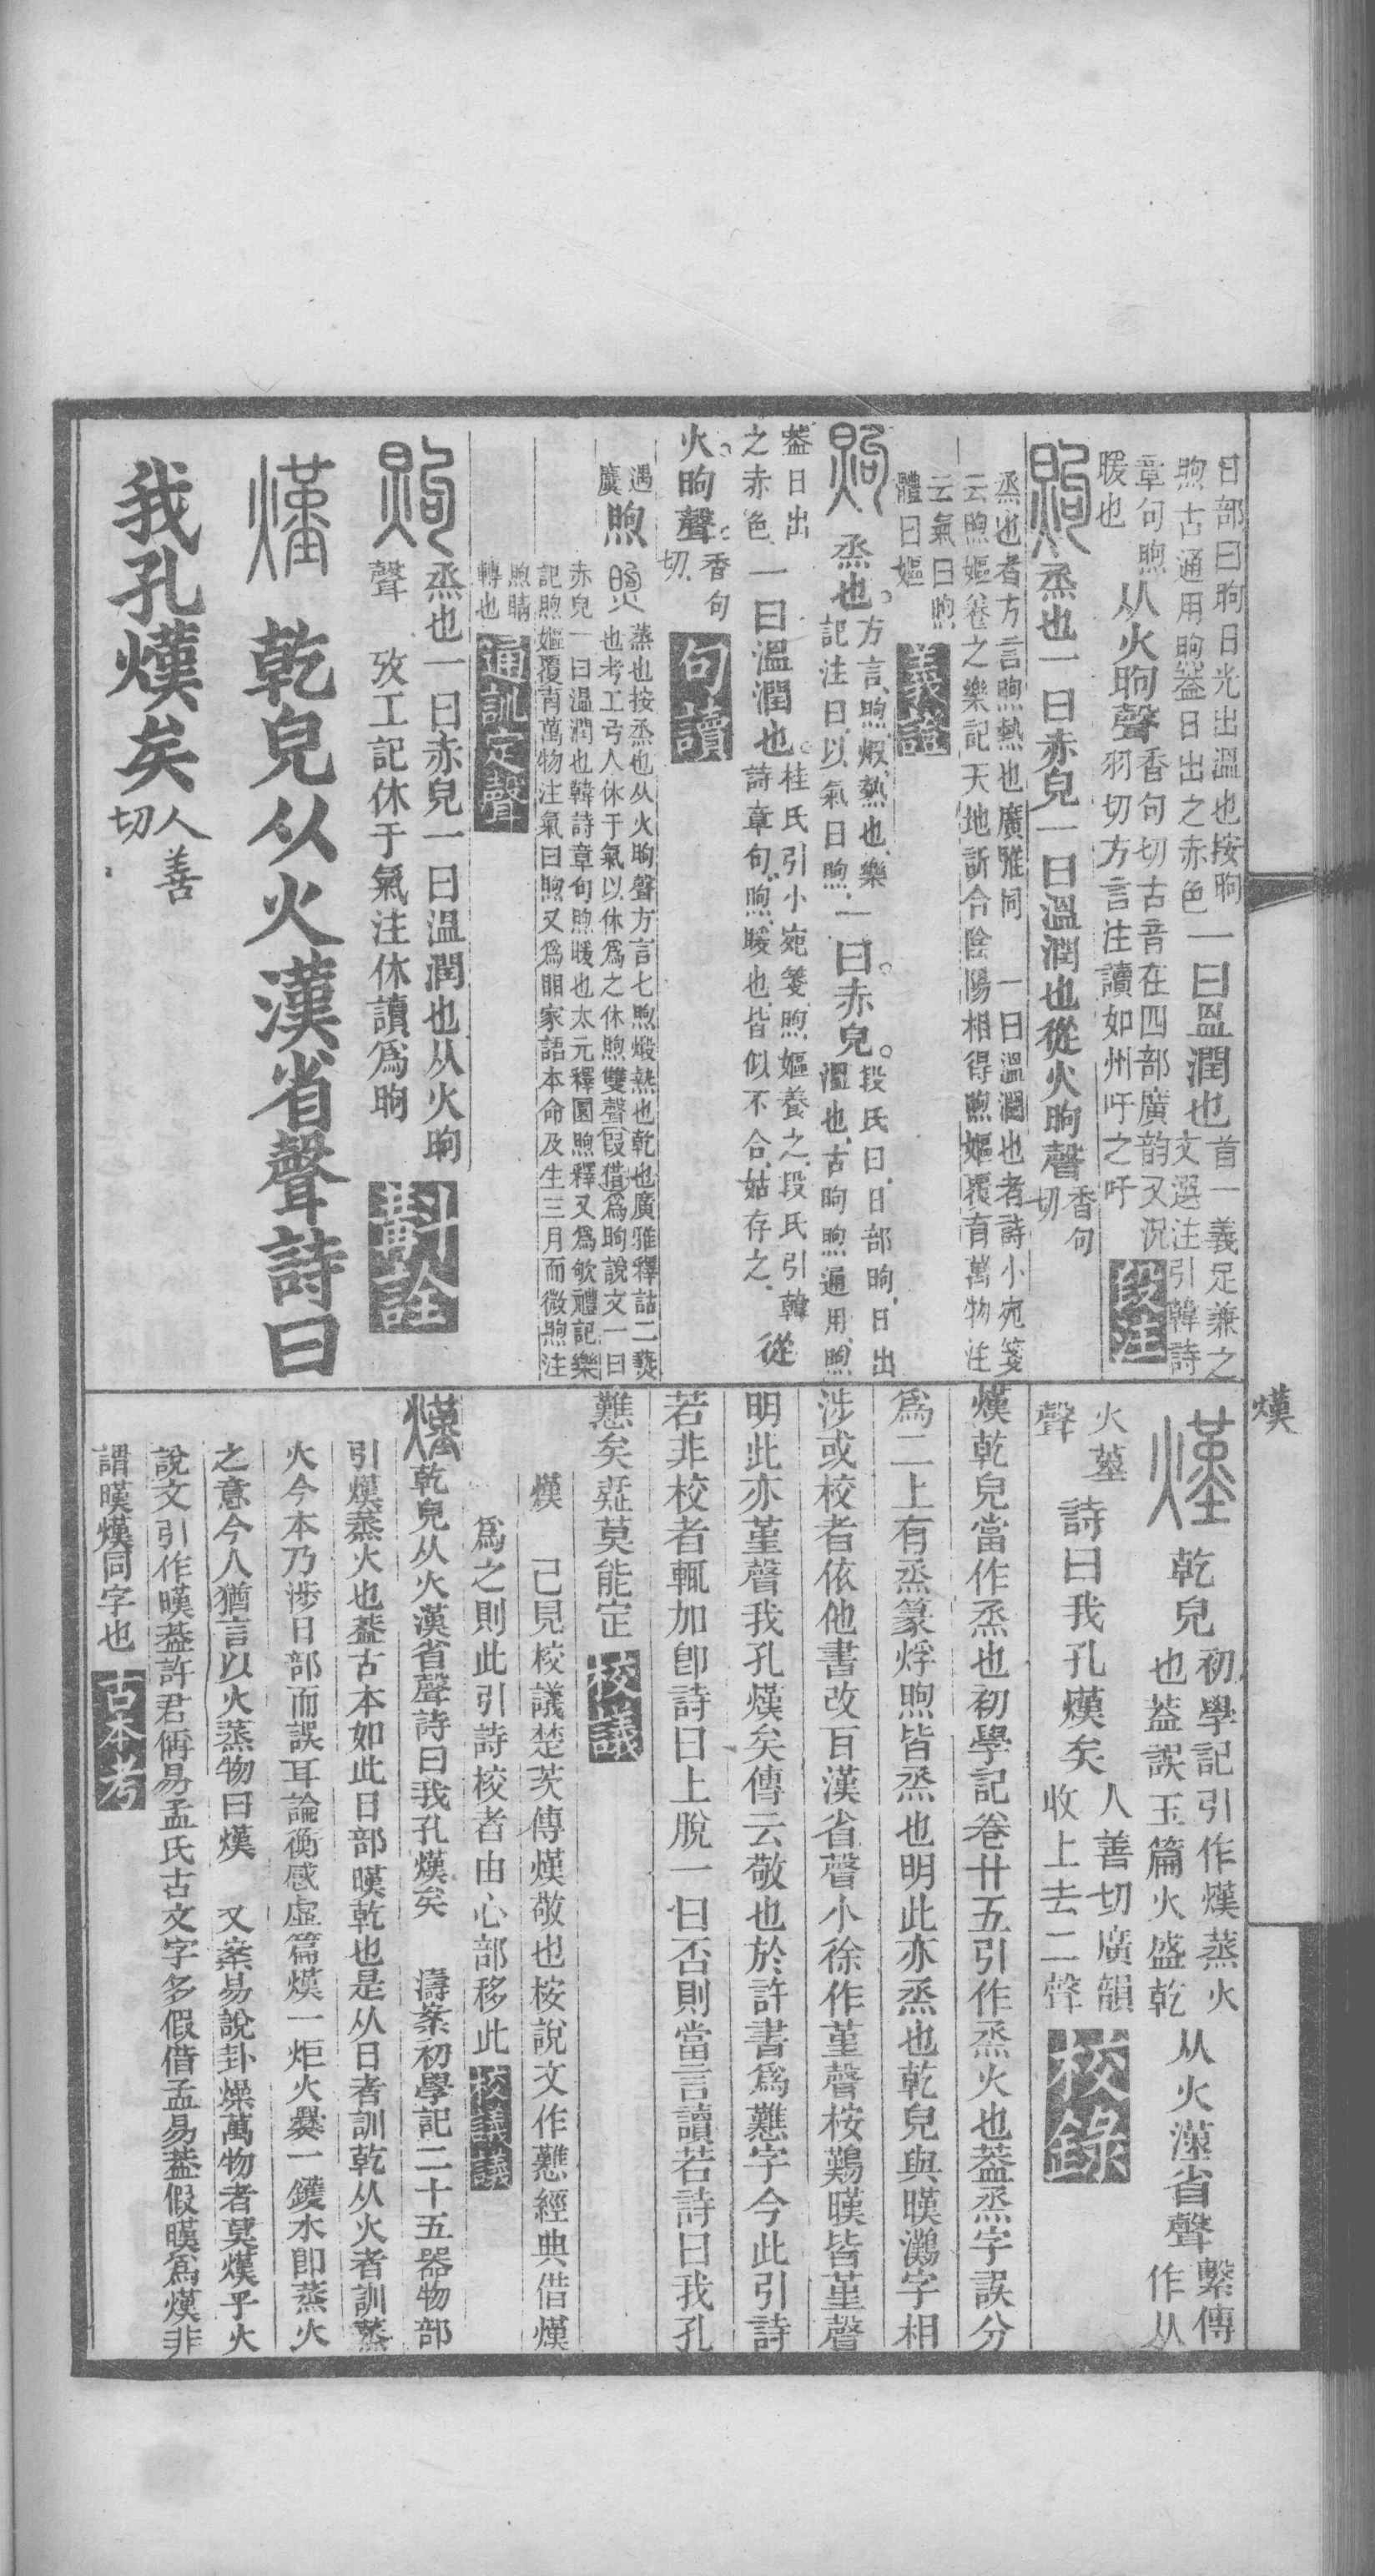 日部曰昫日光出溫也按昫
煦古通用昫煦葢日出之赤色
一曰溫潤也
首一義足兼之
文選注引韓詩
章句煦
暖也
从火昫聲
香句切古音在四部廣韵又況
羽切方言注讀如州吁之吁
段注
煦
烝也一曰赤皃一曰溫潤也從火昫聲
香句
切
烝也者方言煦熱也廣雅同　一曰溫潤也者詩小宛箋
云煦嫗養之樂記天地訢合陰陽相得煦嫗覆育萬物注
云氣曰煦
體曰嫗
義證
煦
烝也。
方言、煦、煆、熱也、樂
記注曰、以氣曰煦、
一曰。赤皃。
段氏曰、日部昫、日出
溫也、古昫煦通用、煦
葢日出
之赤色、
一曰溫潤也。
桂氏引小宛箋、煦嫗養之、段氏引韓
詩章句、煦、暖也、皆似不合、姑存之、
從
火。昫聲。
香句
切、
句讀
遇
虞
煦
蒸也按烝也从火昫聲方言七煦煆熱也乾也廣雅釋詁二爇
也考工弓人休于氣以休爲之休煦雙聲假借爲昫說文一曰
赤皃一曰溫潤也韓詩章句煦暖也太元釋圜煦釋又爲欨禮記樂
記煦嫗覆育萬物注氣曰煦又爲眗家語本命及生三月而微煦注
煦睛
轉也
通訓定聲
煦
烝也一曰赤皃一曰溫潤也从火昫
聲　攷工記休于氣注休讀爲昫
斠詮
熯
乾皃从火漢省聲詩曰
我孔熯矣
人善
切
熯
熯
乾皃
初學記引作熯蒸火
也葢誤玉篇火盛乾
从火漢省聲
繫傳
作从
火堇
聲
詩曰我孔熯矣
人善切廣韻
收上去二聲
校錄
熯乾皃當作烝也初學記卷廿五引作烝火也葢烝字誤分
爲二上有烝篆烰煦皆烝也明此亦烝也乾皃與暵灘字相
涉或校者依他書改百漢省聲小徐作堇聲桉鷬暵皆堇聲
明此亦堇聲我孔熯矣傳云敬也於許書爲戁字今此引詩
若非校者輒加卽詩曰上脫一曰否則當言讀若詩曰我孔
戁矣疑莫能定
校議
熯　己見校議楚茨傳熯敬也桉說文作戁經典借熯
爲之則此引詩校者由心部移此
校議議
熯
乾皃从火漢省聲詩曰我孔熯矣　濤案初學記二十五器物部
引熯蒸火也葢古本如此日部暵乾也是从日者訓乾从火者訓蒸
火今本乃涉日部而誤耳論衡感虛篇熯一炬火爨一鑊水卽蒸火
之意今人猶言以火蒸物曰熯　又案易說卦燥萬物者莫熯乎火
說文引作暵葢許君偁易孟氏古文字多假借孟易葢假暵爲熯非
謂暵熯同字也
古本考